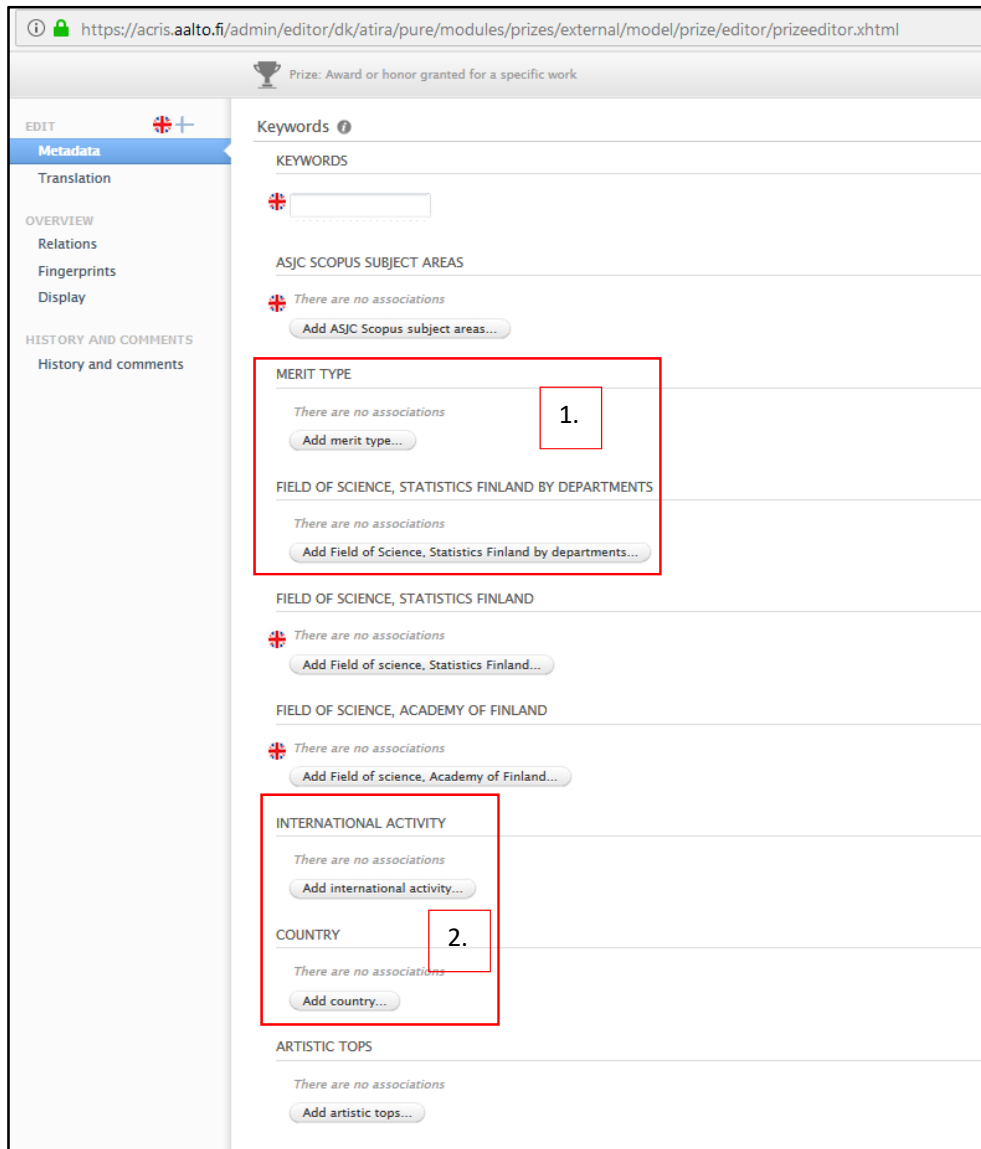 https://acris.aalto.fi/admin/editor/dk/atira/pure/modules/prizes/external/model/prize/editor/prizeeditor.xhtml
Prize: Award or honor granted for a specific work
EDIT
Metadata
Translation
OVERVIEW
Relations
Fingerprints
Display
HISTORY AND COMMENTS
History and comments
Keywords
KEYWORDS
ASJC SCOPUS SUBJECT AREAS
There are no associations
Add ASJC Scopus subject areas...
MERIT TYPE
There are no associations
Add merit type...
1.
FIELD OF SCIENCE, STATISTICS FINLAND BY DEPARTMENTS
There are no associations
Add Field of Science, Statistics Finland by departments...
FIELD OF SCIENCE, STATISTICS FINLAND
There are no associations
Add Field of science, Statistics Finland...
FIELD OF SCIENCE, ACADEMY OF FINLAND
There are no associations
Add Field of science, Academy of Finland...
INTERNATIONAL ACTIVITY
There are no associations
Add international activity...
COUNTRY
2.
There are no associations
Add country...
ARTISTIC TOPS
There are no associations
Add artistic tops...